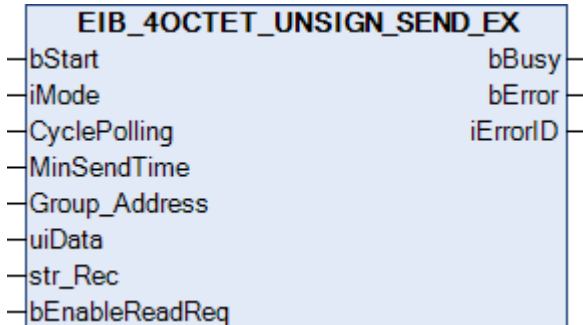 EIB_4OCTET_UNSIGN_SEND_EX
bStart bBusy
iMode bError
CyclePolling iErrorID
MinSendTime
Group_Address
uiData
str_Rec
bEnableReadReq